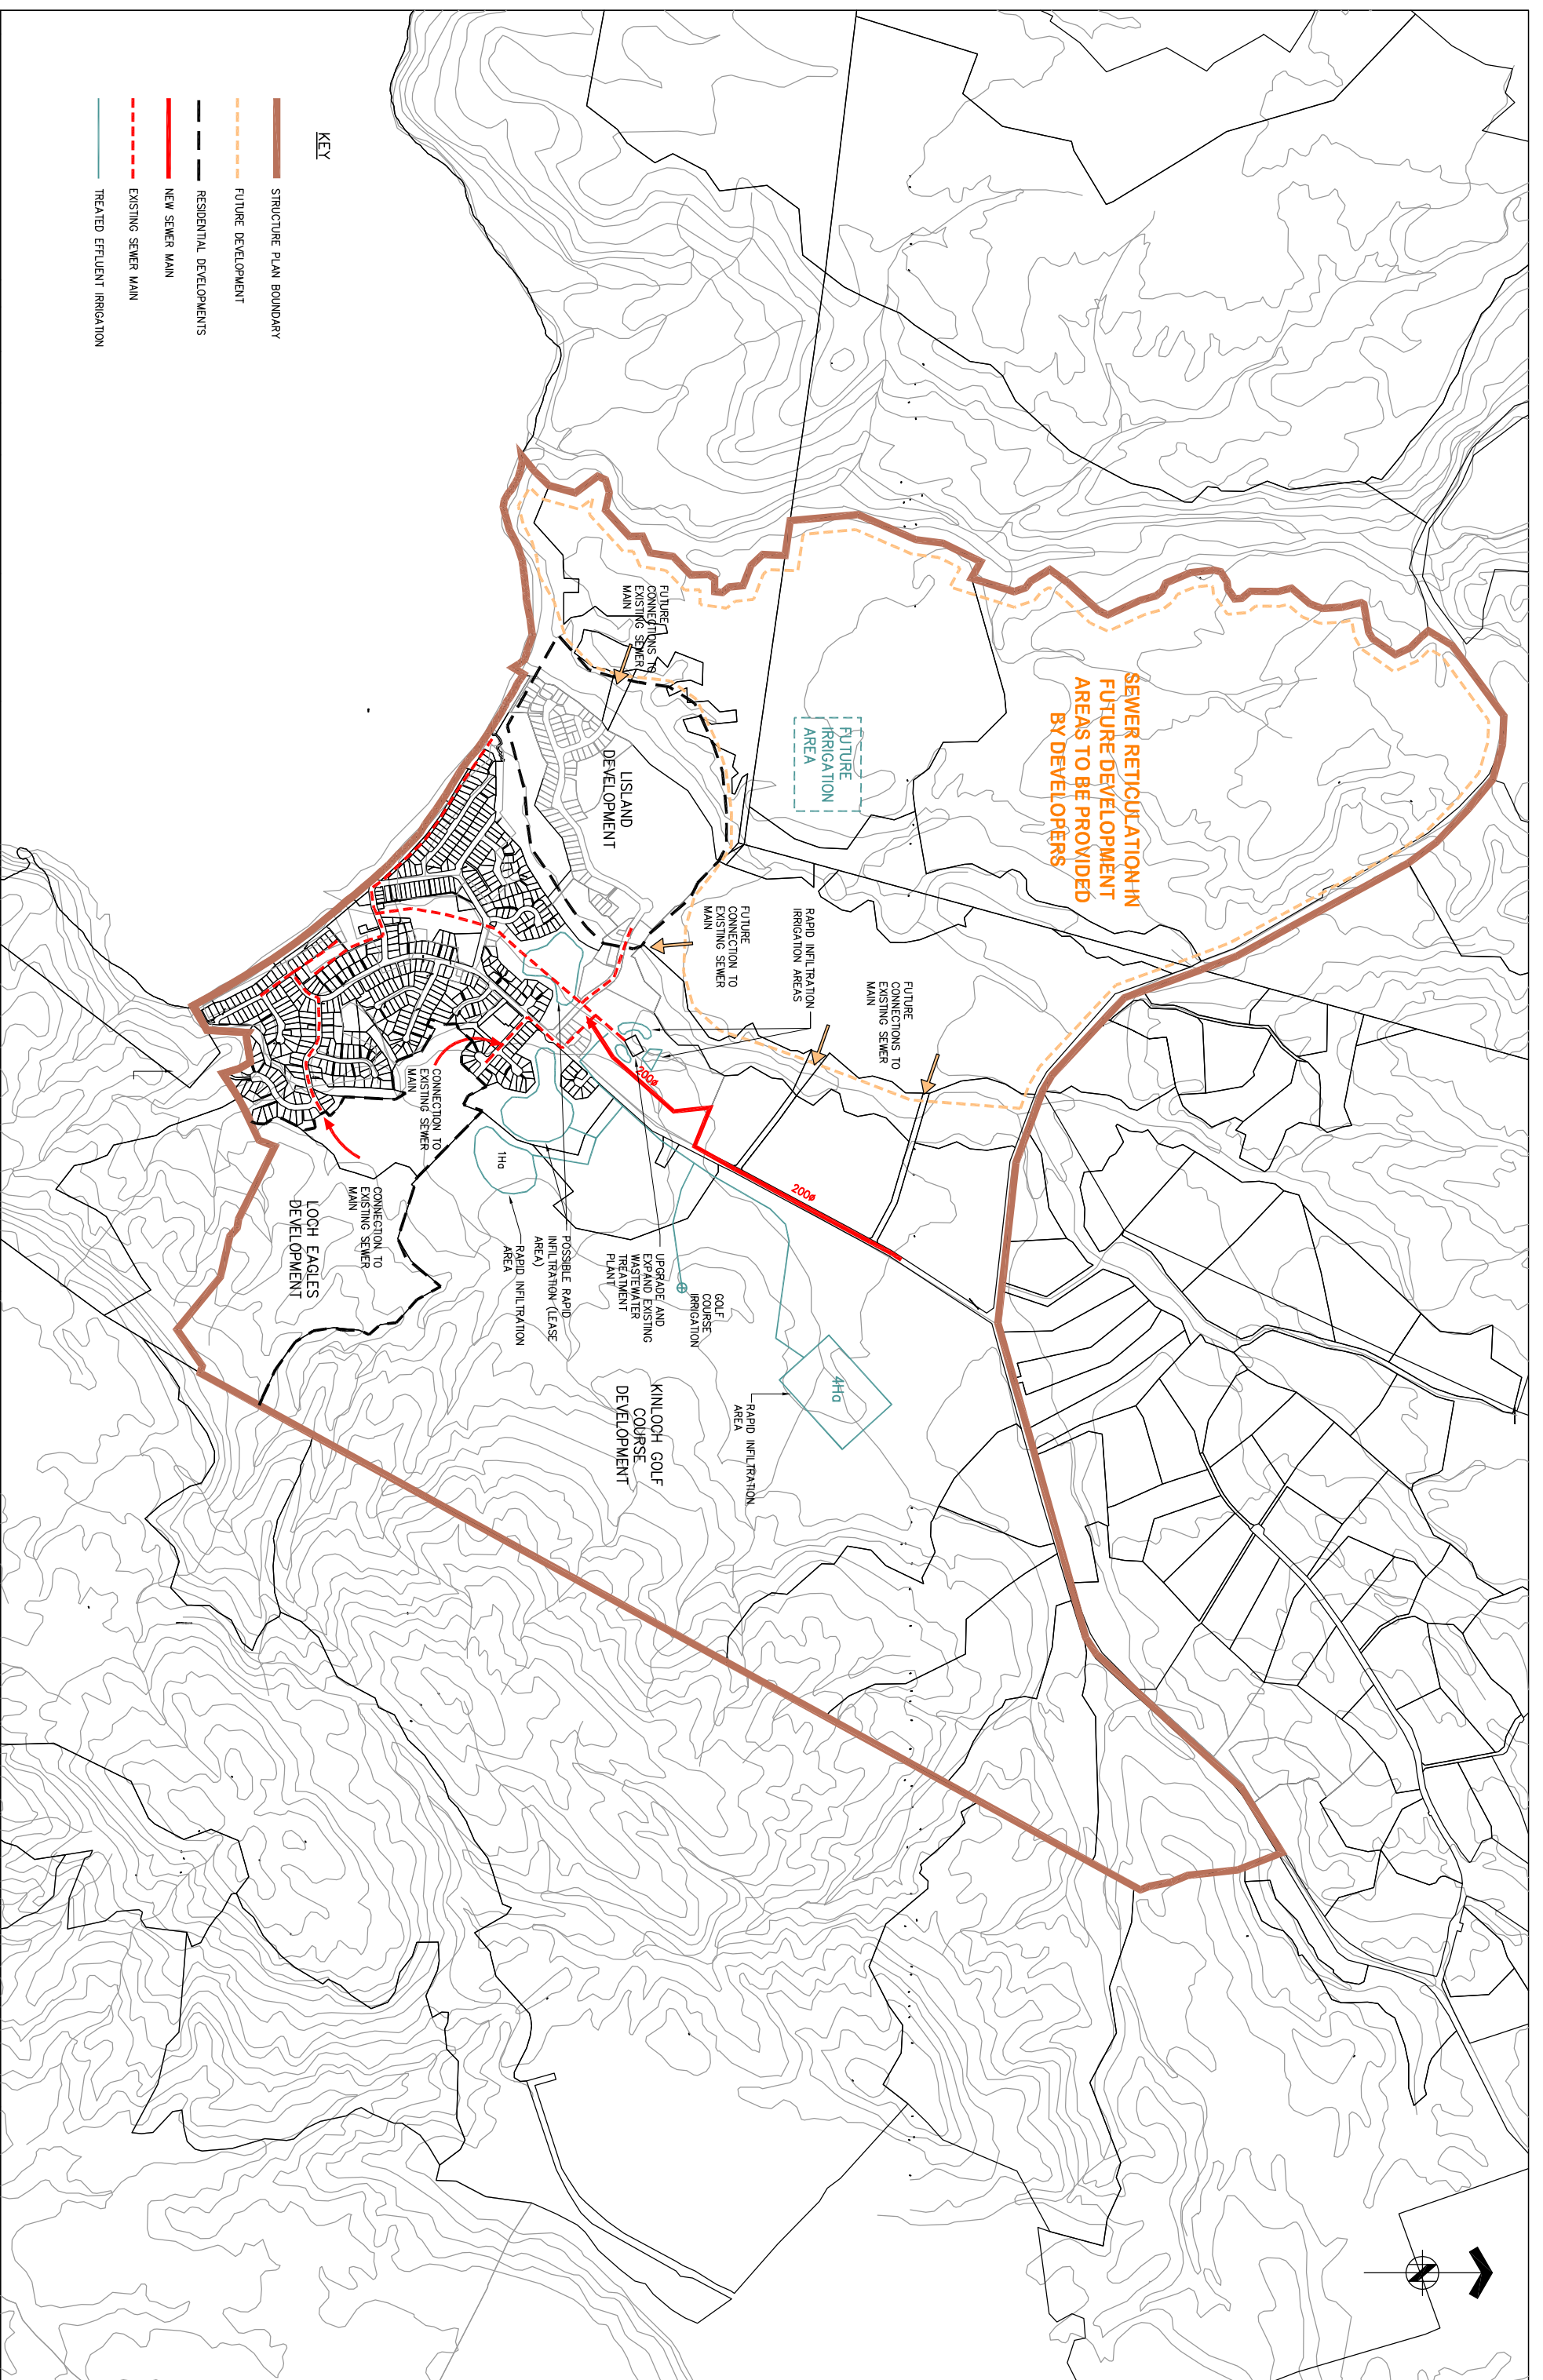 KEY
STRUCTURE PLAN BOUNDARY
FUTURE DEVELOPMENT
RESIDENTIAL DEVELOPMENTS
NEW SEWER MAIN
EXISTING SEWER MAIN
TREATED EFFLUENT IRRIGATION
SEWER RETICULATION IN
FUTURE DEVELOPMENT
AREAS TO BE PROVIDED
BY DEVELOPERS
FUTURE
IRRIGATION
AREA
FUTURE
CONNECTIONS TO
EXISTING SEWER
MAIN
LISLAND
DEVELOPMENT
FUTURE
CONNECTION TO
EXISTING SEWER
MAIN
RAPID INFILTRATION
IRRIGATION AREAS
FUTURE
CONNECTIONS TO
EXISTING SEWER
MAIN
200ø
200ø
CONNECTION TO
EXISTING SEWER
MAIN
1Ha
CONNECTION TO
EXISTING SEWER
MAIN
LOCH EAGLES
DEVELOPMENT
RAPID INFILTRATION
AREA
POSSIBLE RAPID
INFILTRATION (LEASE
AREA)
UPGRADE AND
EXPAND EXISTING
WASTEWATER
TREATMENT
PLANT
GOLF
COURSE
IRRIGATION
4Ha
RAPID INFILTRATION
AREA
KINLOCH GOLF
COURSE
DEVELOPMENT